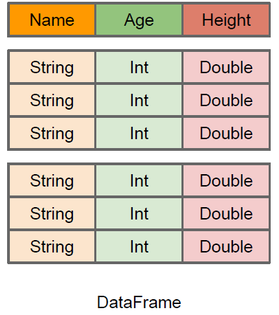 Name Age Height
String Int Double
String Int Double
String Int Double
String Int Double
String Int Double
String Int Double
DataFrame